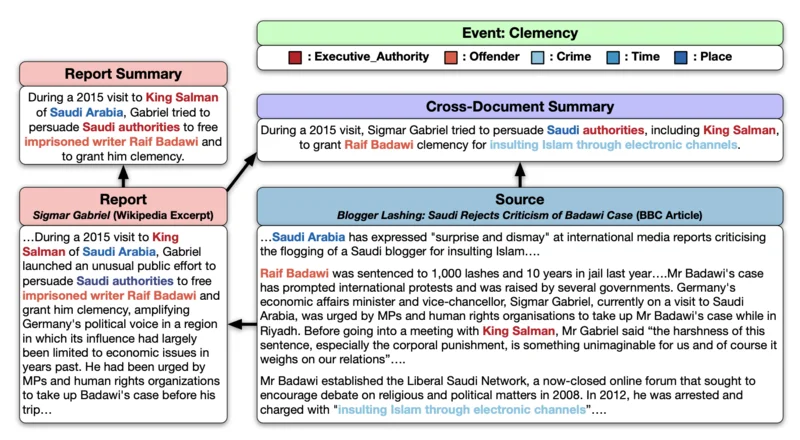 Event: Clemency
: Executive_Authority : Offender : Crime : Time : Place
Report Summary
During a 2015 visit to King Salman
of Saudi Arabia, Gabriel tried to
persuade Saudi authorities to free
imprisoned writer Raif Badawi and
to grant him clemency.
Cross-Document Summary
During a 2015 visit, Sigmar Gabriel tried to persuade Saudi authorities, including King Salman,
to grant Raif Badawi clemency for insulting Islam through electronic channels.
Report
Sigmar Gabriel (Wikipedia Excerpt)
…During a 2015 visit to King
Salman of Saudi Arabia, Gabriel
launched an unusual public effort to
persuade Saudi authorities to free
imprisoned writer Raif Badawi and
grant him clemency, amplifying
Germany's political voice in a region
in which its influence had largely
been limited to economic issues in
years past. He had been urged by
MPs and human rights organizations
to take up Badawi's case before his
trip…
Source
Blogger Lashing: Saudi Rejects Criticism of Badawi Case (BBC Article)
…Saudi Arabia has expressed "surprise and dismay" at international media reports criticising
the flogging of a Saudi blogger for insulting Islam….
Raif Badawi was sentenced to 1,000 lashes and 10 years in jail last year….Mr Badawi's case
has prompted international protests and was raised by several governments. Germany's
economic affairs minister and vice-chancellor, Sigmar Gabriel, currently on a visit to Saudi
Arabia, was urged by MPs and human rights organisations to take up Mr Badawi's case while in
Riyadh. Before going into a meeting with King Salman, Mr Gabriel said “the harshness of this
sentence, especially the corporal punishment, is something unimaginable for us and of course it
weighs on our relations”….
Mr Badawi established the Liberal Saudi Network, a now-closed online forum that sought to
encourage debate on religious and political matters in 2008. In 2012, he was arrested and
charged with "insulting Islam through electronic channels”….